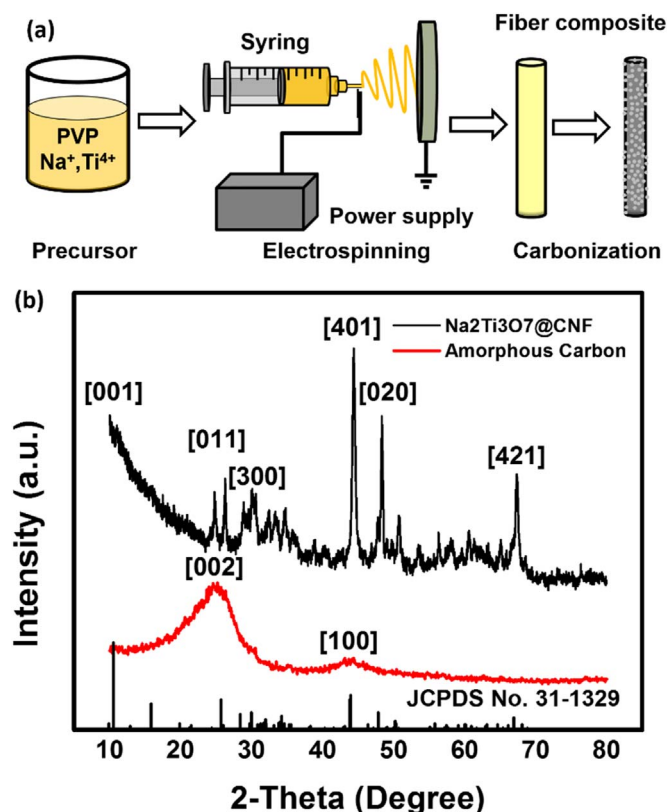 (a)
Fiber composite
Syring
PVP
Na⁺,Ti⁴⁺
Power supply
Precursor
Electrospinning
Carbonization
(b)
[401]
Na2Ti3O7@CNF
Amorphous Carbon
[001]
[020]
[011]
[300]
[421]
[002]
[100]
JCPDS No. 31-1329
Intensity (a.u.)
10 20 30 40 50 60 70 80
2-Theta (Degree)